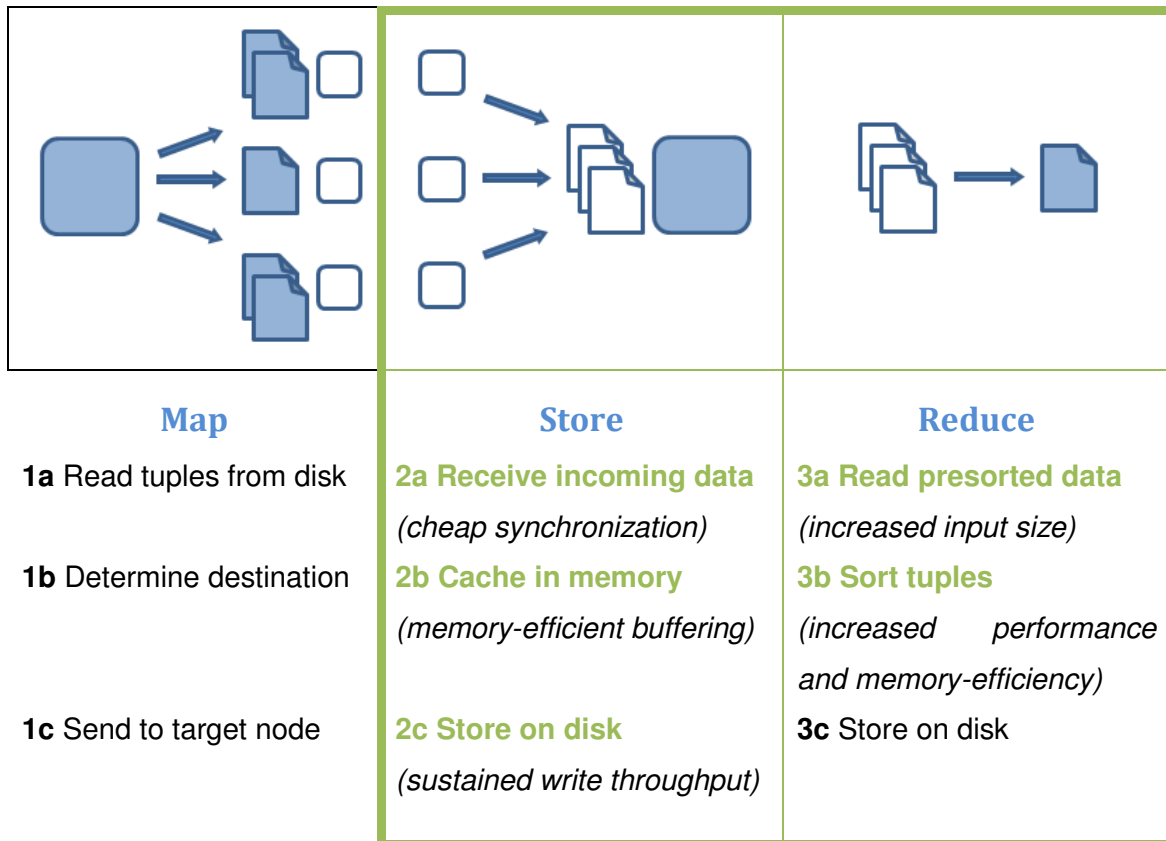 Map
1a Read tuples from disk
1b Determine destination
1c Send to target node
Store
2a Receive incoming data
(cheap synchronization)
2b Cache in memory
(memory-efficient buffering)
2c Store on disk
(sustained write throughput)
Reduce
3a Read presorted data
(increased input size)
3b Sort tuples
(increased performance
and memory-efficiency)
3c Store on disk